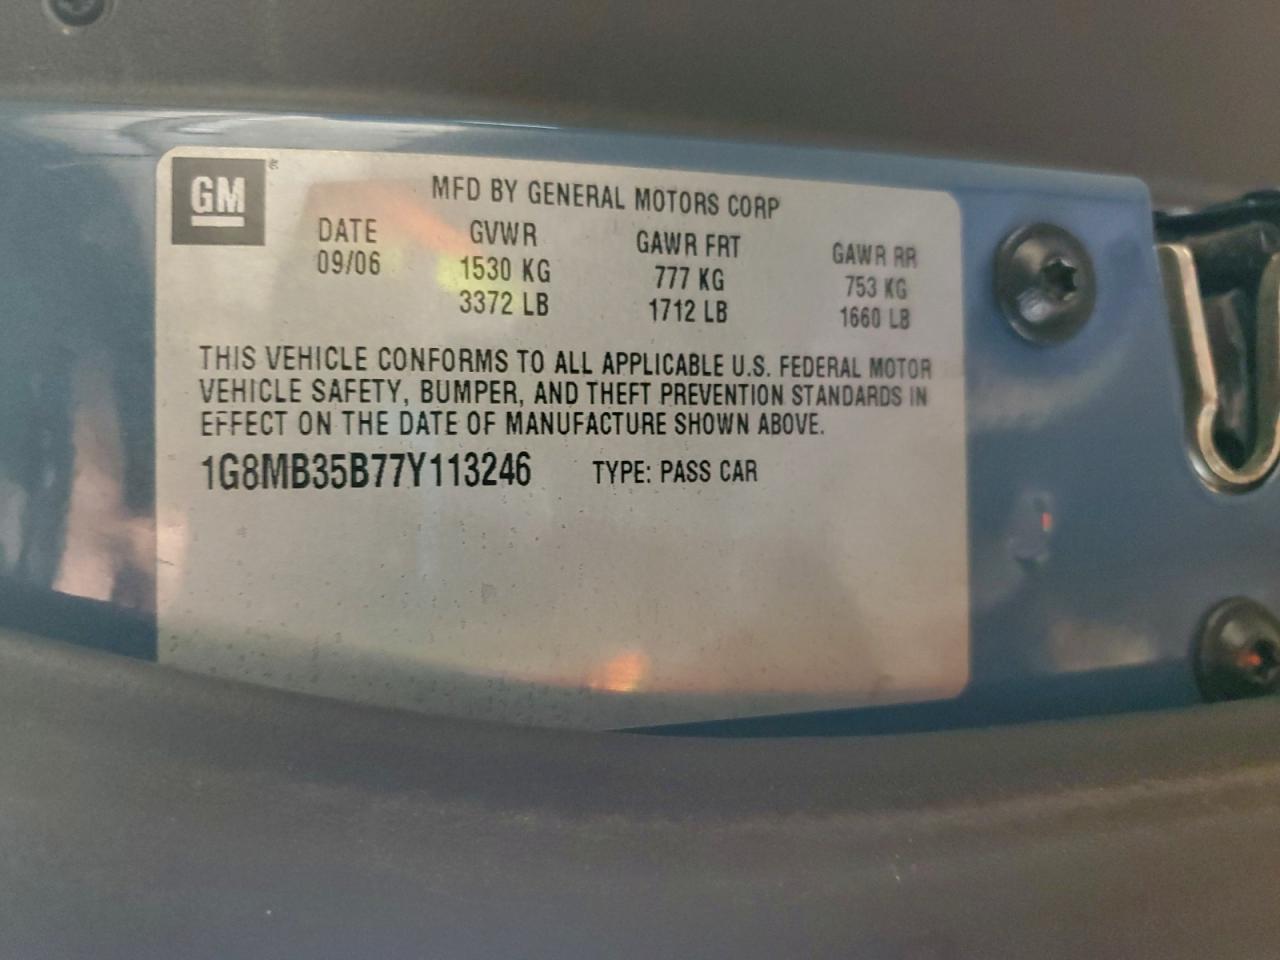 GM®
MFD BY GENERAL MOTORS CORP
DATE GVWR GAWR FRT GAWR RR
09/06 1530 KG 777 KG 753 KG
3372 LB 1712 LB 1660 LB
THIS VEHICLE CONFORMS TO ALL APPLICABLE U.S. FEDERAL MOTOR
VEHICLE SAFETY, BUMPER, AND THEFT PREVENTION STANDARDS IN
EFFECT ON THE DATE OF MANUFACTURE SHOWN ABOVE.
1G8MB35B77Y113246 TYPE: PASS CAR